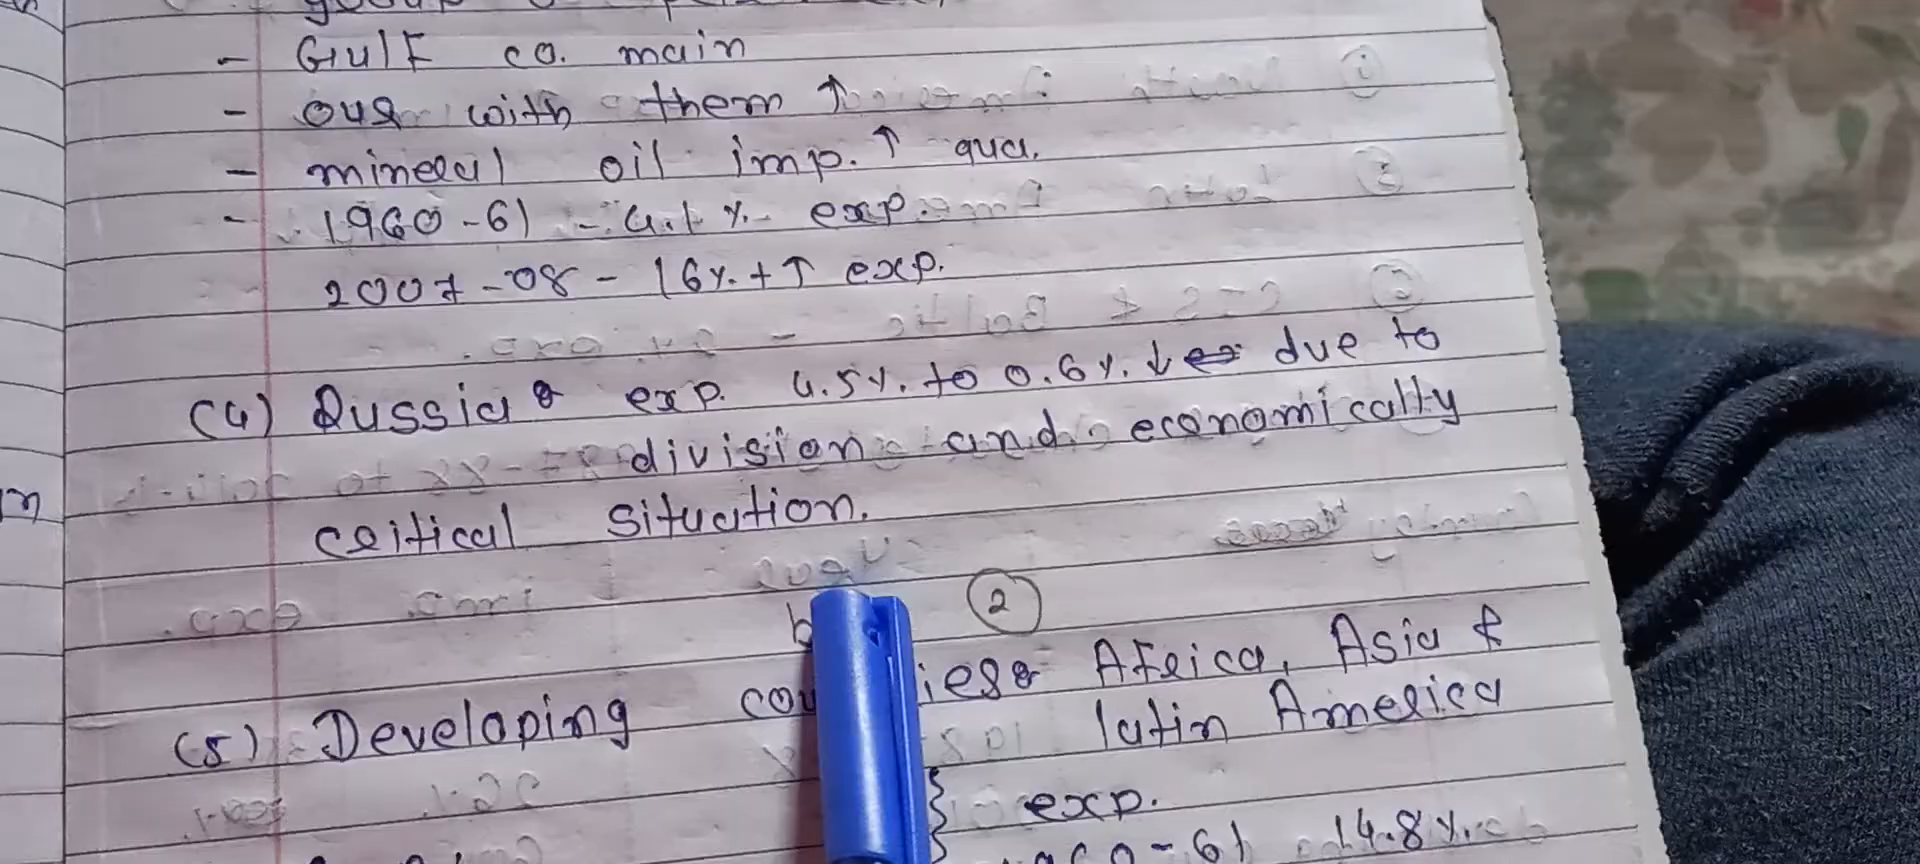 - Gulf co. main
- our with them ↑
- mineral oil imp. ↑ qua.
- 1960-61 - 4.1 %. exp.
2007-08 - 16%. + ↑ exp.
(4) Russia exp. 4.5%. to 0.6%. ↓ due to
division and economically
critical situation.
2
(5) Developing Africa, Asia &
latin America
exp.
14.8%.